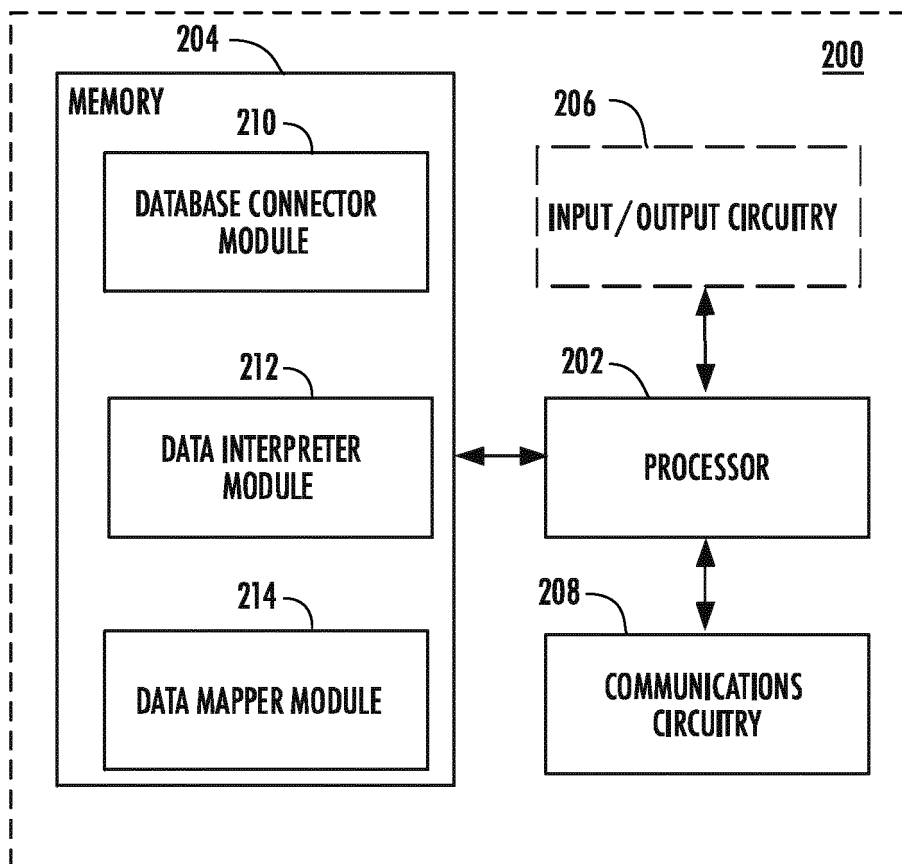 204
200
MEMORY
210
DATABASE CONNECTOR
MODULE
206
INPUT/OUTPUT CIRCUITRY
212
DATA INTERPRETER
MODULE
202
PROCESSOR
214
DATA MAPPER MODULE
208
COMMUNICATIONS
CIRCUITRY